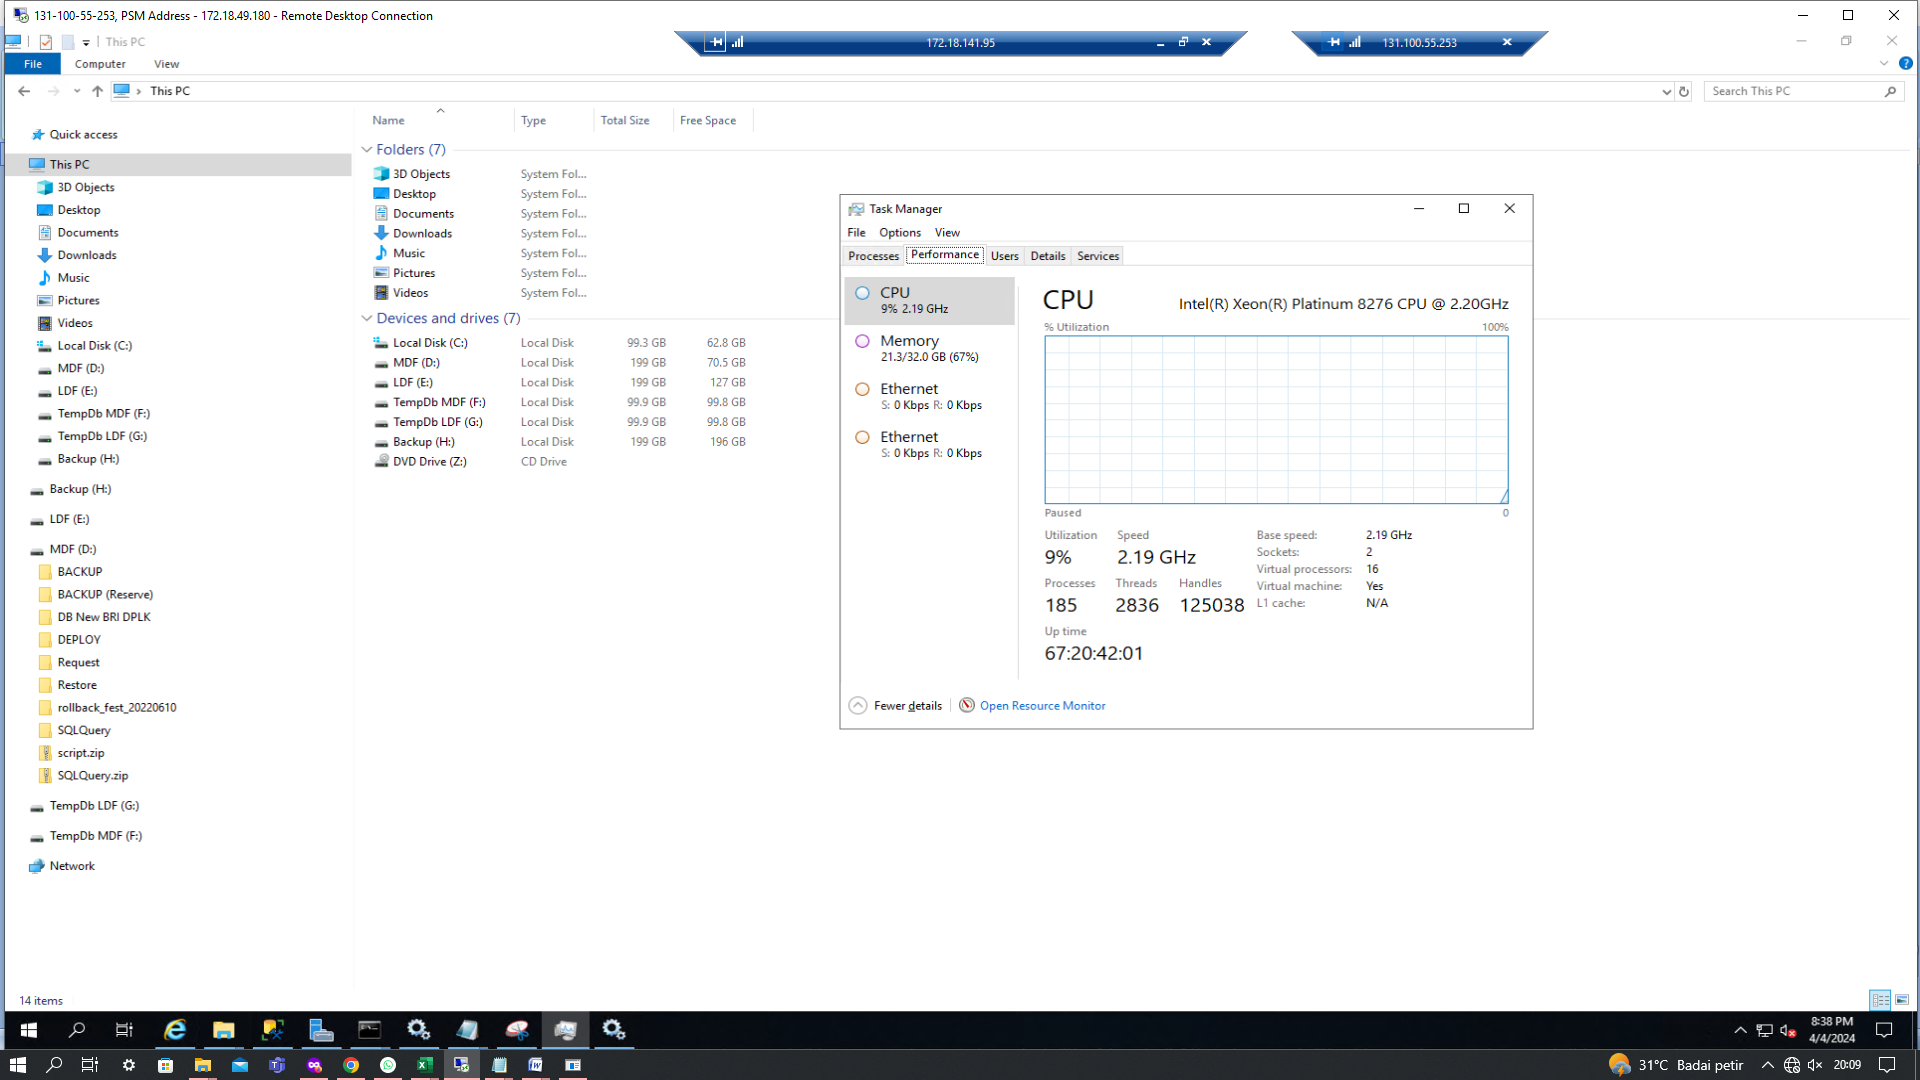 131-100-55-253, PSM Address - 172.18.49.180 - Remote Desktop Connection
This PC
172.18.141.95
131.100.55.253
File
Computer
View
This PC
Search This PC
Quick access
This PC
3D Objects
Desktop
Documents
Downloads
Music
Pictures
Videos
Local Disk (C:)
MDF (D:)
LDF (E:)
TempDb MDF (F:)
TempDb LDF (G:)
Backup (H:)
Backup (H:)
LDF (E:)
MDF (D:)
BACKUP
BACKUP (Reserve)
DB New BRI DPLK
DEPLOY
Request
Restore
rollback_fest_20220610
SQLQuery
script.zip
SQLQuery.zip
TempDb LDF (G:)
TempDb MDF (F:)
Network
Name Type Total Size Free Space
Folders (7)
3D Objects System Fol...
Desktop System Fol...
Documents System Fol...
Downloads System Fol...
Music System Fol...
Pictures System Fol...
Videos System Fol...
Devices and drives (7)
Local Disk (C:) Local Disk 99.3 GB 62.8 GB
MDF (D:) Local Disk 199 GB 70.5 GB
LDF (E:) Local Disk 199 GB 127 GB
TempDb MDF (F:) Local Disk 99.9 GB 99.8 GB
TempDb LDF (G:) Local Disk 99.9 GB 99.8 GB
Backup (H:) Local Disk 199 GB 196 GB
DVD Drive (Z:) CD Drive
Task Manager
File Options View
Processes Performance Users Details Services
CPU
9% 2.19 GHz
Memory
21.3/32.0 GB (67%)
Ethernet
S: 0 Kbps R: 0 Kbps
Ethernet
S: 0 Kbps R: 0 Kbps
CPU Intel(R) Xeon(R) Platinum 8276 CPU @ 2.20GHz
% Utilization 100%
Paused 0
Utilization Speed
9% 2.19 GHz
Processes Threads Handles
185 2836 125038
Up time
67:20:42:01
Base speed: 2.19 GHz
Sockets: 2
Virtual processors: 16
Virtual machine: Yes
L1 cache: N/A
Fewer details
Open Resource Monitor
14 items
8:38 PM
4/4/2024
31°C Badai petir
20:09